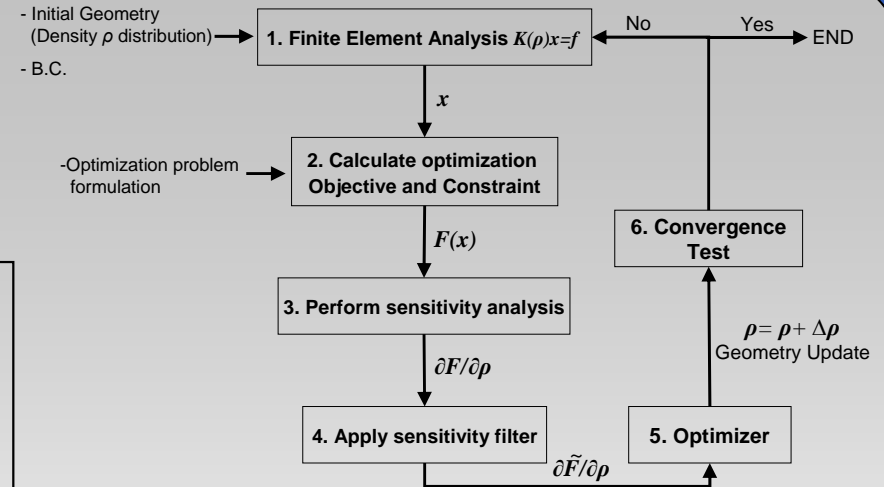 - Initial Geometry
(Density ρ distribution)
- B.C.
1. Finite Element Analysis K(ρ)x=f
No
Yes
END
x
-Optimization problem
formulation
2. Calculate optimization
Objective and Constraint
F(x)
3. Perform sensitivity analysis
∂F/∂ρ
4. Apply sensitivity filter
∂F̃/∂ρ
5. Optimizer
ρ= ρ+ Δρ
Geometry Update
6. Convergence
Test